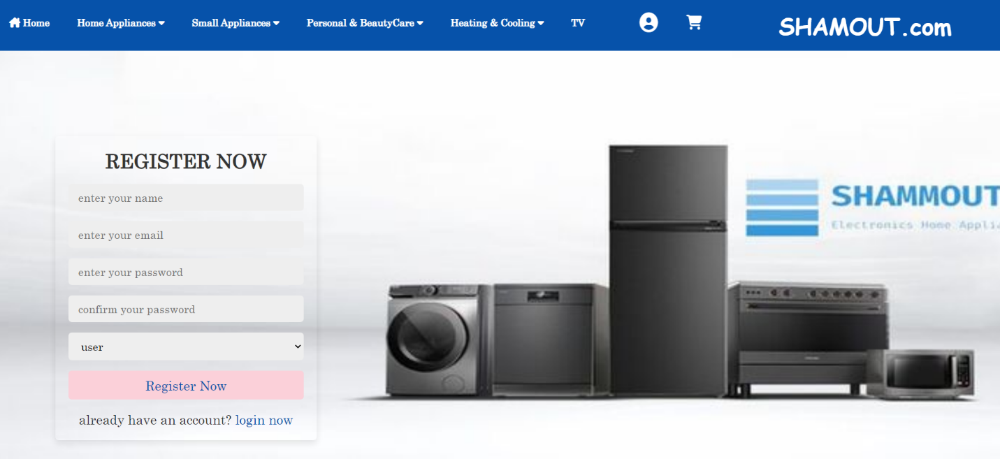 Home Home Appliances Small Appliances Personal & BeautyCare Heating & Cooling TV SHAMOUT.com
REGISTER NOW
enter your name
enter your email
enter your password
confirm your password
user
Register Now
already have an account? login now
SHAMMOUT
Electronics Home Appli